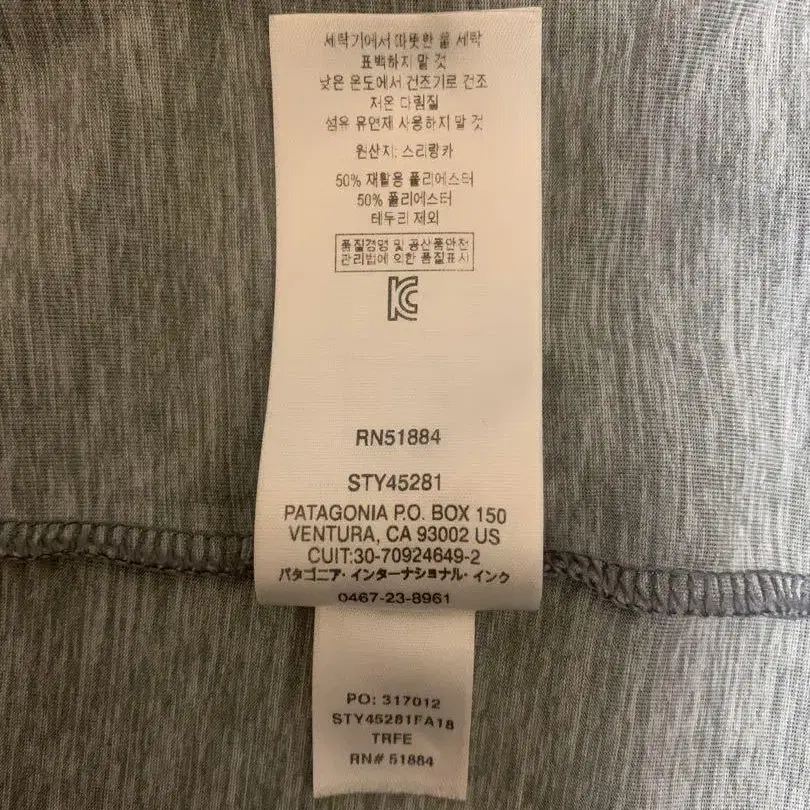 세탁기에서 따뜻한 물 세탁
표백하지 말 것
낮은 온도에서 건조기로 건조
저온 다림질
섬유 유연제 사용하지 말 것
원산지: 스리랑카
50% 재활용 폴리에스터
50% 폴리에스터
테두리 제외
품질경영 및 공산품안전
관리법에 의한 품질표시
RN51884
STY45281
PATAGONIA P.O. BOX 150
VENTURA, CA 93002 US
CUIT:30-70924649-2
パタゴニア・インターナショナル・インク
0467-23-8961
PO: 317012
STY45281FA18
TRFE
RN# 51884